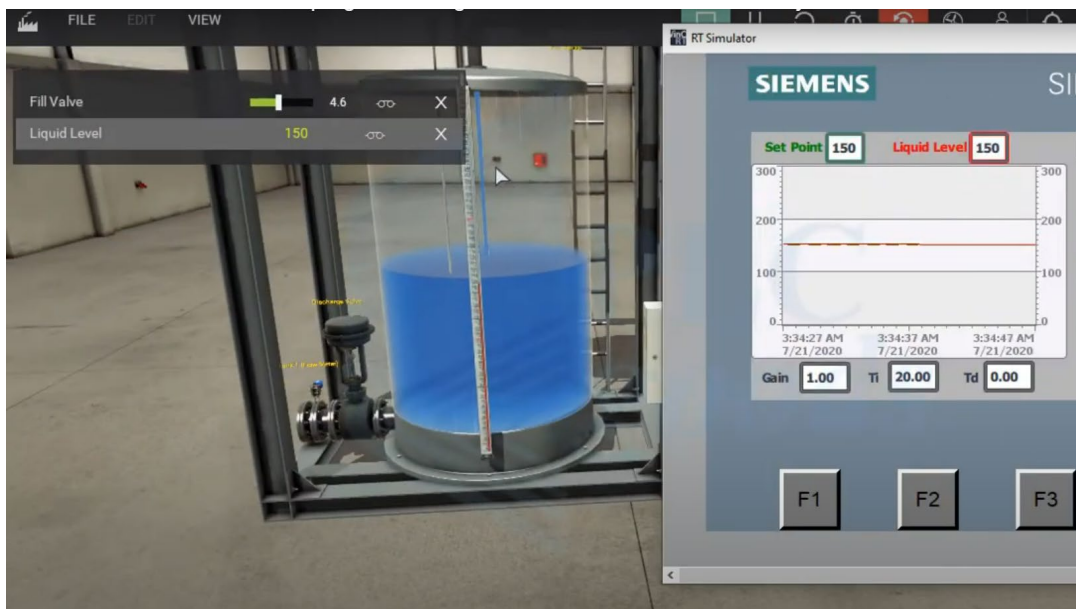 FILE EDIT VIEW
Fill Valve 4.6 X
Liquid Level 150 X
Discharge Valve
RT Simulator
SIEMENS
Set Point 150 Liquid Level 150
300 300
200 200
100 100
0 0
3:34:27 AM 3:34:37 AM 3:34:47 AM
7/21/2020 7/21/2020 7/21/2020
Gain 1.00 Ti 20.00 Td 0.00
F1 F2 F3